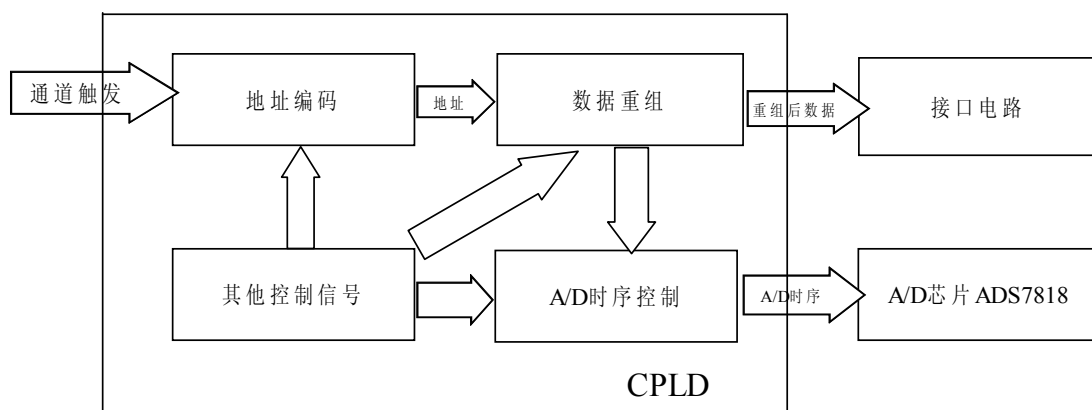 通道触发
地址编码
地址
数据重组
重组后数据
接口电路
其他控制信号
A/D时序控制
A/D时序
A/D芯片ADS7818
CPLD